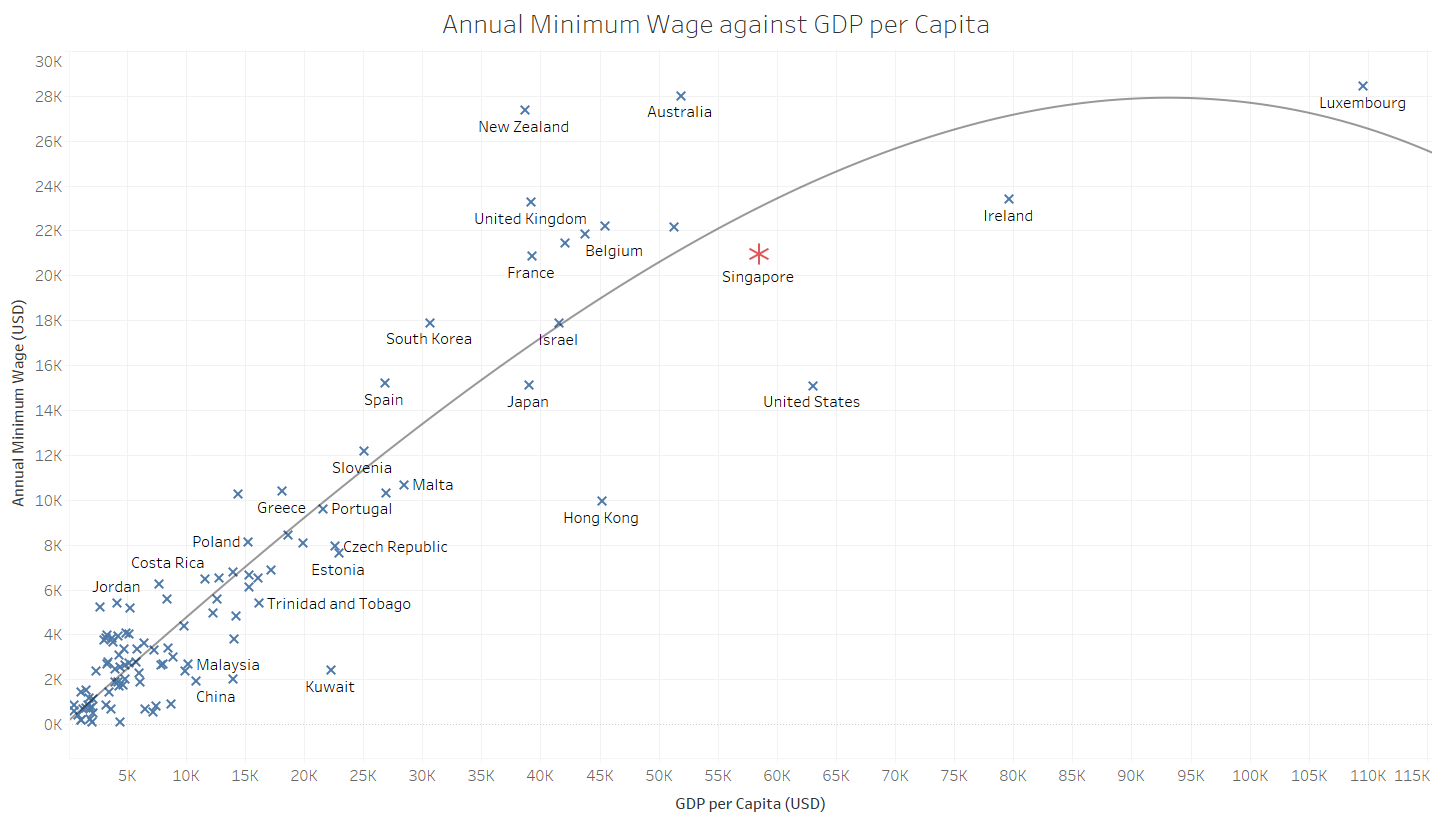 Annual Minimum Wage against GDP per Capita
30K
28K
Luxembourg
Australia
New Zealand
26K
24K
Ireland
United Kingdom
22K
Belgium
France
Singapore
20K
18K
South Korea
Israel
16K
Spain
Japan
United States
14K
12K
Slovenia
Malta
10K
Greece
Portugal
Hong Kong
8K
Poland
Czech Republic
Costa Rica
Estonia
Jordan
6K
Trinidad and Tobago
4K
Malaysia
Kuwait
2K
China
0K
Annual Minimum Wage (USD)
5K 10K 15K 20K 25K 30K 35K 40K 45K 50K 55K 60K 65K 70K 75K 80K 85K 90K 95K 100K 105K 110K 115K
GDP per Capita (USD)